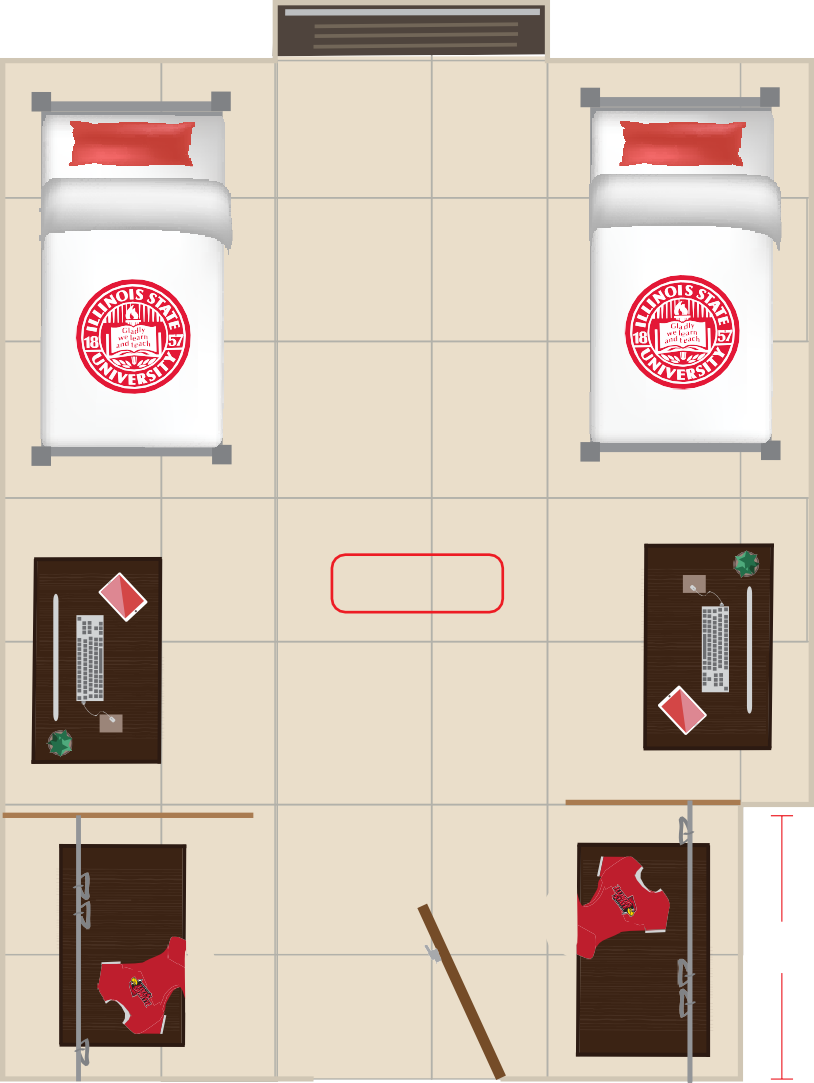 ILLINOIS STATE
Gladly
we learn
and teach
18 57
UNIVERSITY
ILLINOIS STATE
Gladly
we learn
and teach
18 57
UNIVERSITY